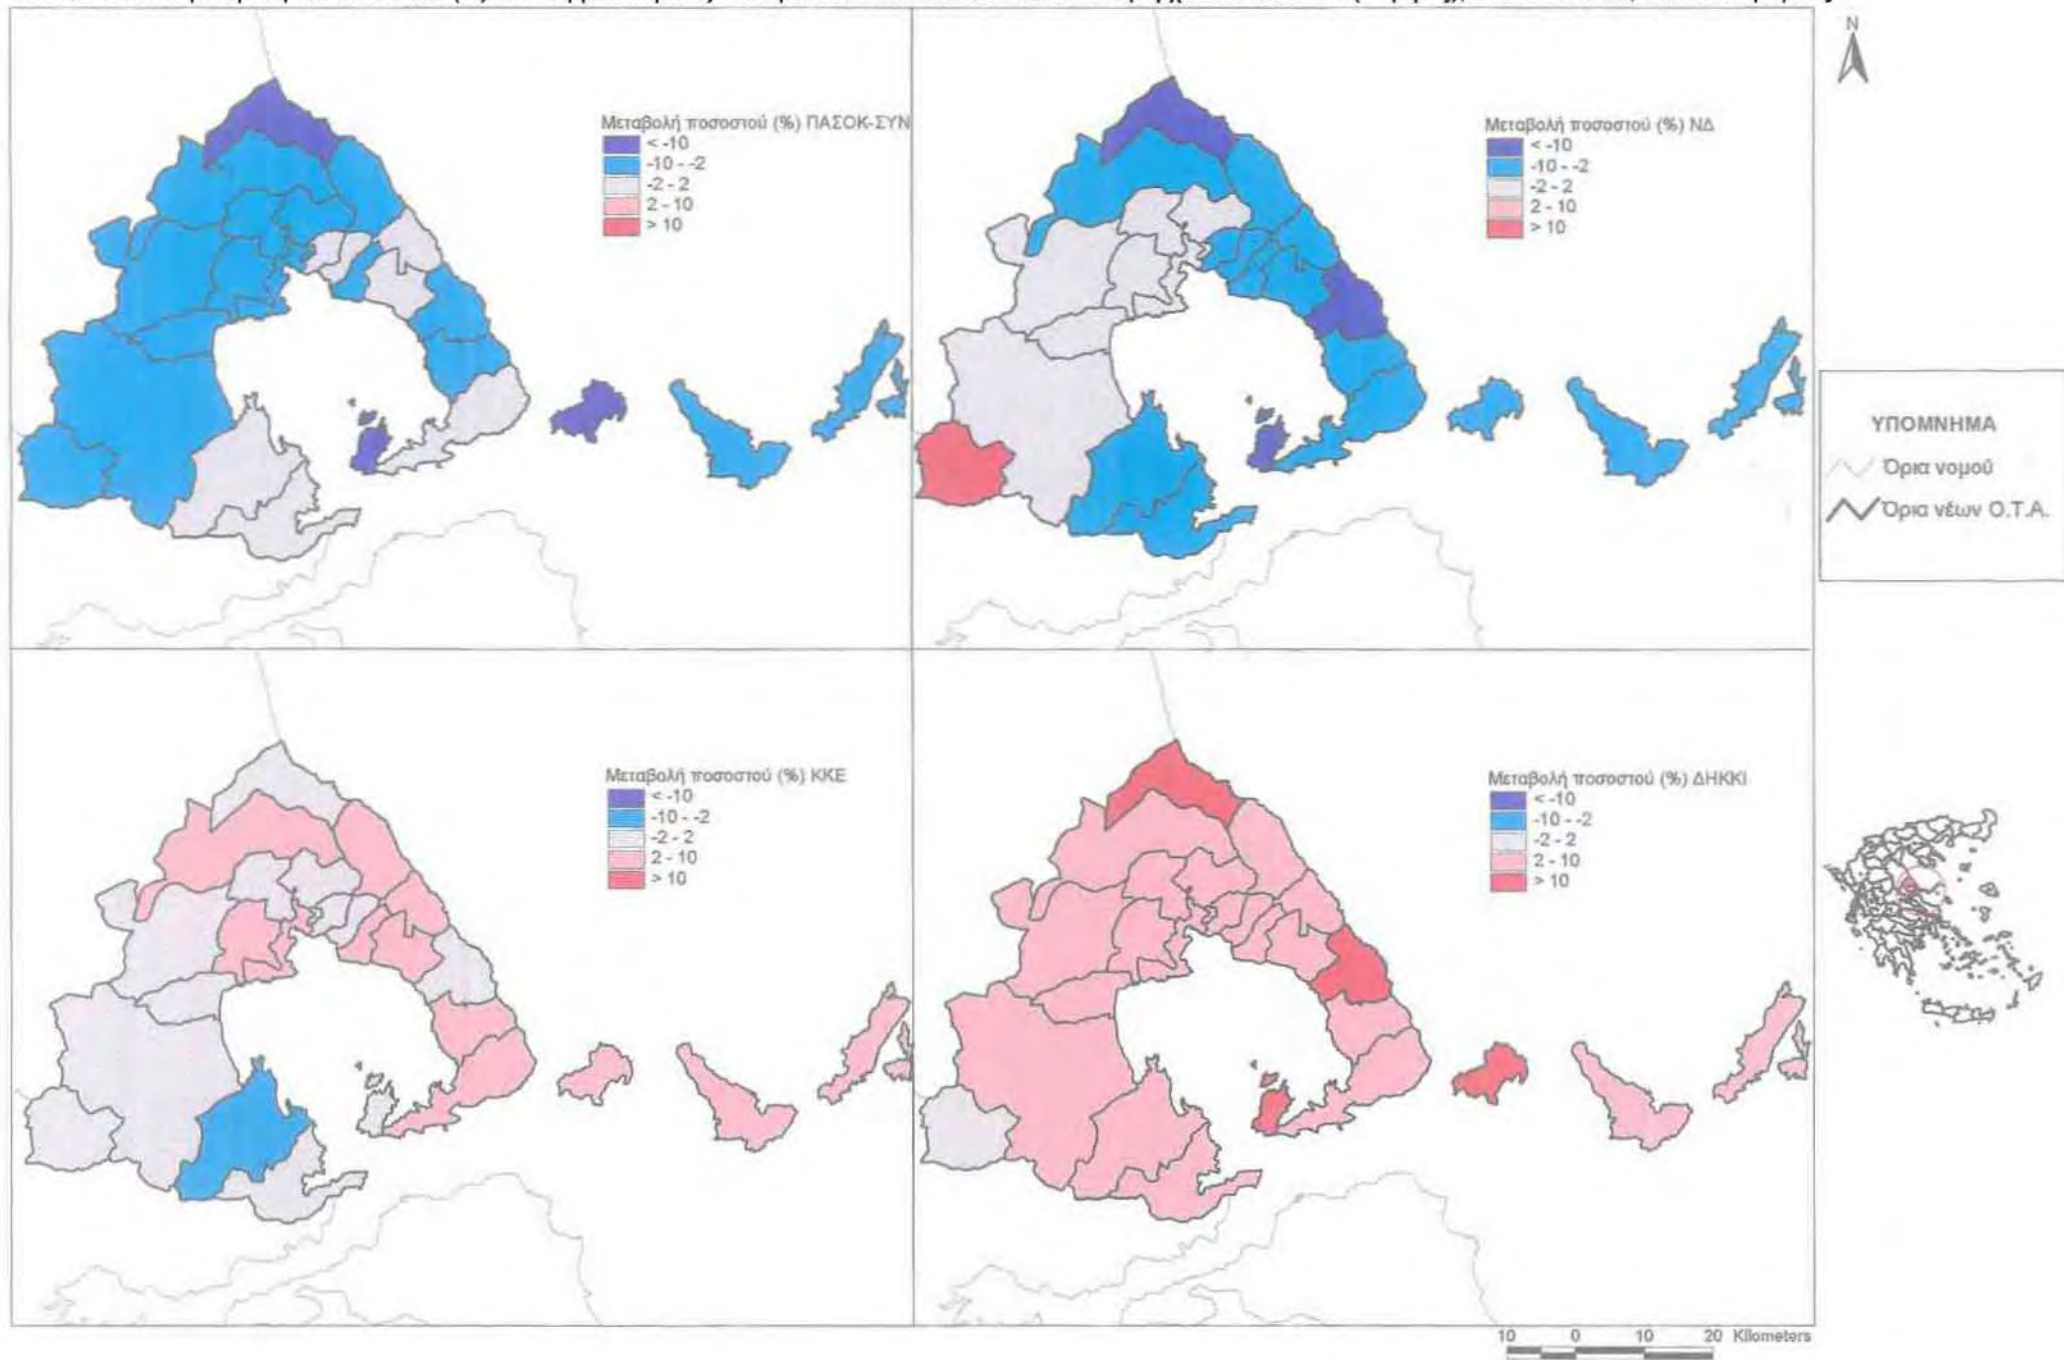 Μεταβολή ποσοστού (%) ΠΑΣΟΚ-ΣΥΝ
< -10
-10 - -2
-2 - 2
2 - 10
> 10
Μεταβολή ποσοστού (%) ΝΔ
< -10
-10 - -2
-2 - 2
2 - 10
> 10
N
ΥΠΟΜΝΗΜΑ
Όρια νομού
Όρια νέων Ο.Τ.Α.
Μεταβολή ποσοστού (%) ΚΚΕ
< -10
-10 - -2
-2 - 2
2 - 10
> 10
Μεταβολή ποσοστού (%) ΔΗΚΚΙ
< -10
-10 - -2
-2 - 2
2 - 10
> 10
10 0 10 20 Kilometers